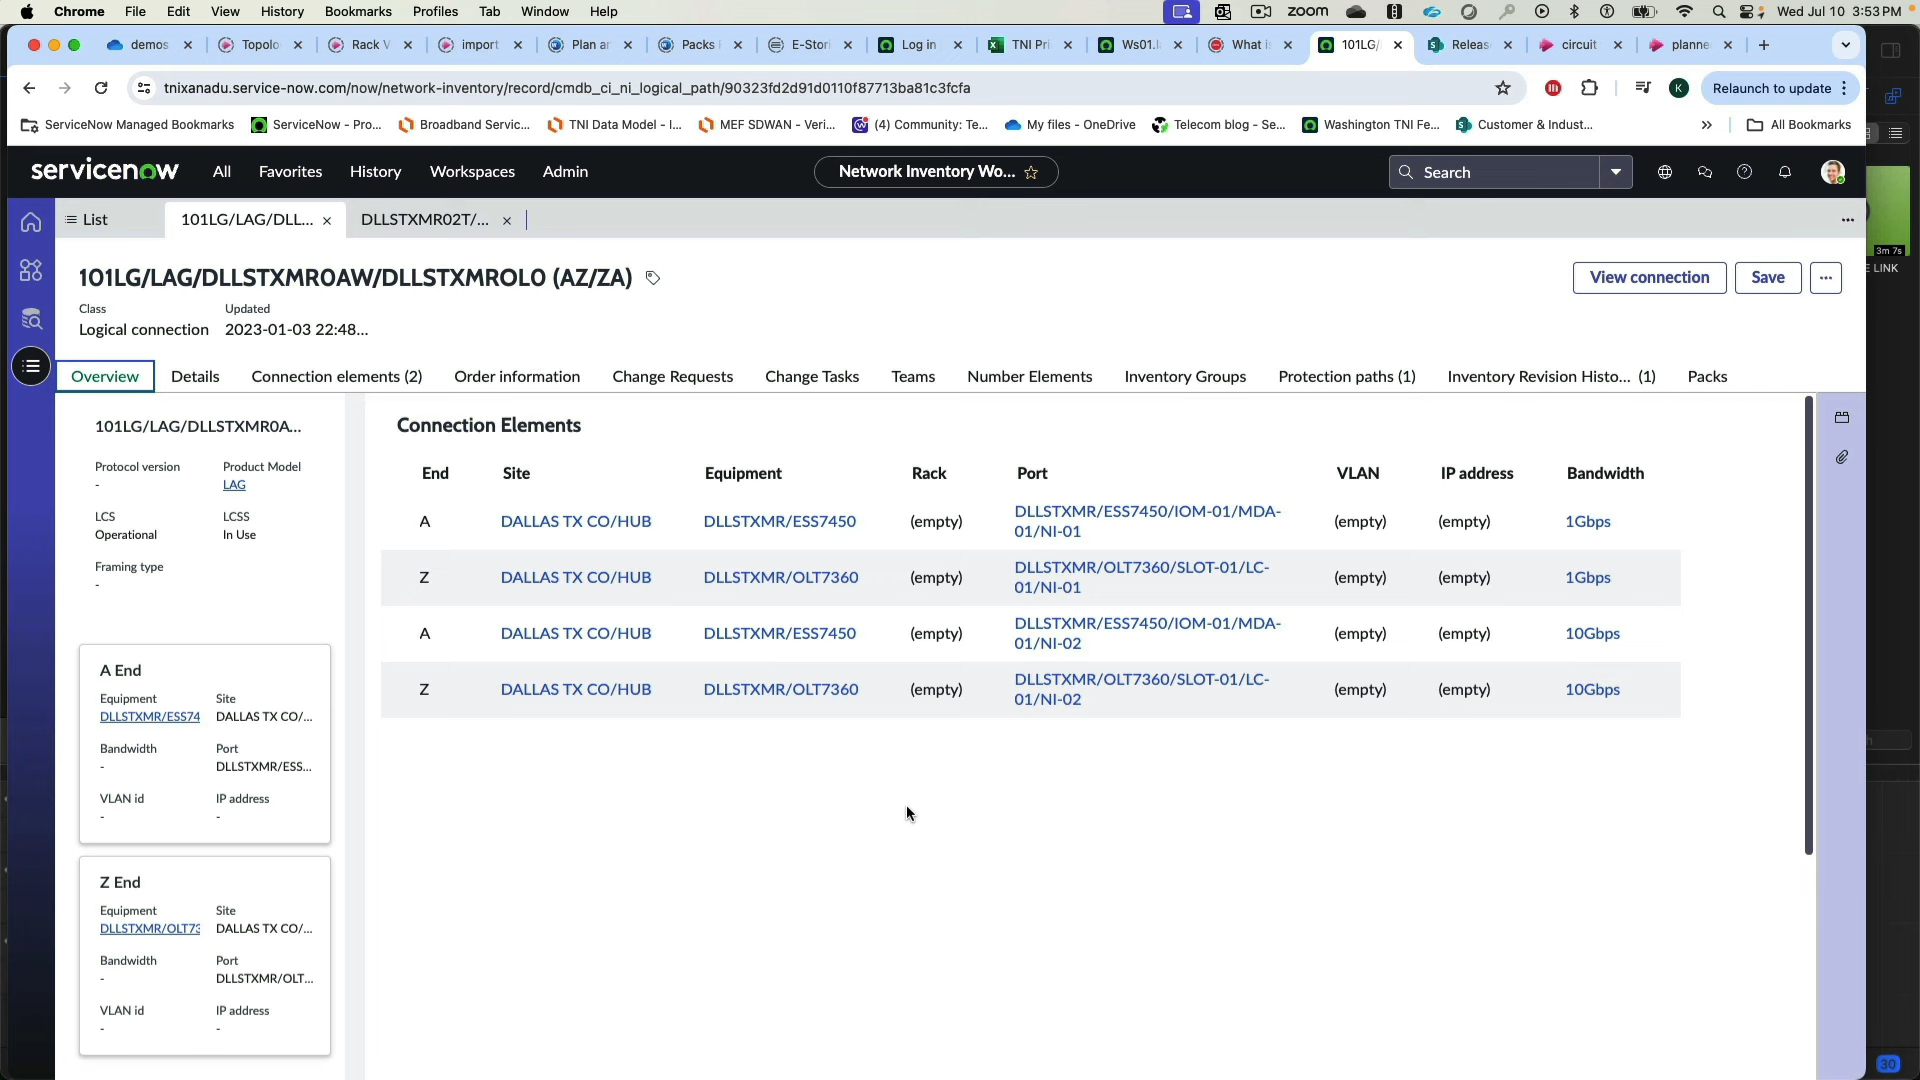 Chrome File Edit View History Bookmarks Profiles Tab Window Help zoom Wed Jul 10 3:53 PM
demos Topolo Rack V import Plan ar Packs E-Stori Log in TNI Pri Ws01. What i 101LG/ Releas circuit planne
tnixanadu.service-now.com/now/network-inventory/record/cmdb_ci_ni_logical_path/90323fd2d91d0110f87713ba81c3fcfa K Relaunch to update
ServiceNow Managed Bookmarks ServiceNow - Pro... Broadband Servic... TNI Data Model - I... MEF SDWAN - Veri... (4) Community: Te... My files - OneDrive Telecom blog - Se... Washington TNI Fe... Customer & Indust... » All Bookmarks
servicenow All Favorites History Workspaces Admin Network Inventory Wo... Search
List 101LG/LAG/DLL... DLLSTXMR02T/...
3m 7s
E LINK
101LG/LAG/DLLSTXMR0AW/DLLSTXMROL0 (AZ/ZA) View connection Save
Class Updated
Logical connection 2023-01-03 22:48...
Overview Details Connection elements (2) Order information Change Requests Change Tasks Teams Number Elements Inventory Groups Protection paths (1) Inventory Revision Histo... (1) Packs
101LG/LAG/DLLSTXMR0A...
Protocol version Product Model
- LAG
LCS LCSS
Operational In Use
Framing type
-
A End
Equipment Site
DLLSTXMR/ESS74 DALLAS TX CO/...
Bandwidth Port
- DLLSTXMR/ESS...
VLAN id IP address
- -
Z End
Equipment Site
DLLSTXMR/OLT73 DALLAS TX CO/...
Bandwidth Port
- DLLSTXMR/OLT...
VLAN id IP address
- -
Connection Elements
End Site Equipment Rack Port VLAN IP address Bandwidth
A DALLAS TX CO/HUB DLLSTXMR/ESS7450 (empty) DLLSTXMR/ESS7450/IOM-01/MDA-
01/NI-01 (empty) (empty) 1Gbps
Z DALLAS TX CO/HUB DLLSTXMR/OLT7360 (empty) DLLSTXMR/OLT7360/SLOT-01/LC-
01/NI-01 (empty) (empty) 1Gbps
A DALLAS TX CO/HUB DLLSTXMR/ESS7450 (empty) DLLSTXMR/ESS7450/IOM-01/MDA-
01/NI-02 (empty) (empty) 10Gbps
Z DALLAS TX CO/HUB DLLSTXMR/OLT7360 (empty) DLLSTXMR/OLT7360/SLOT-01/LC-
01/NI-02 (empty) (empty) 10Gbps
30